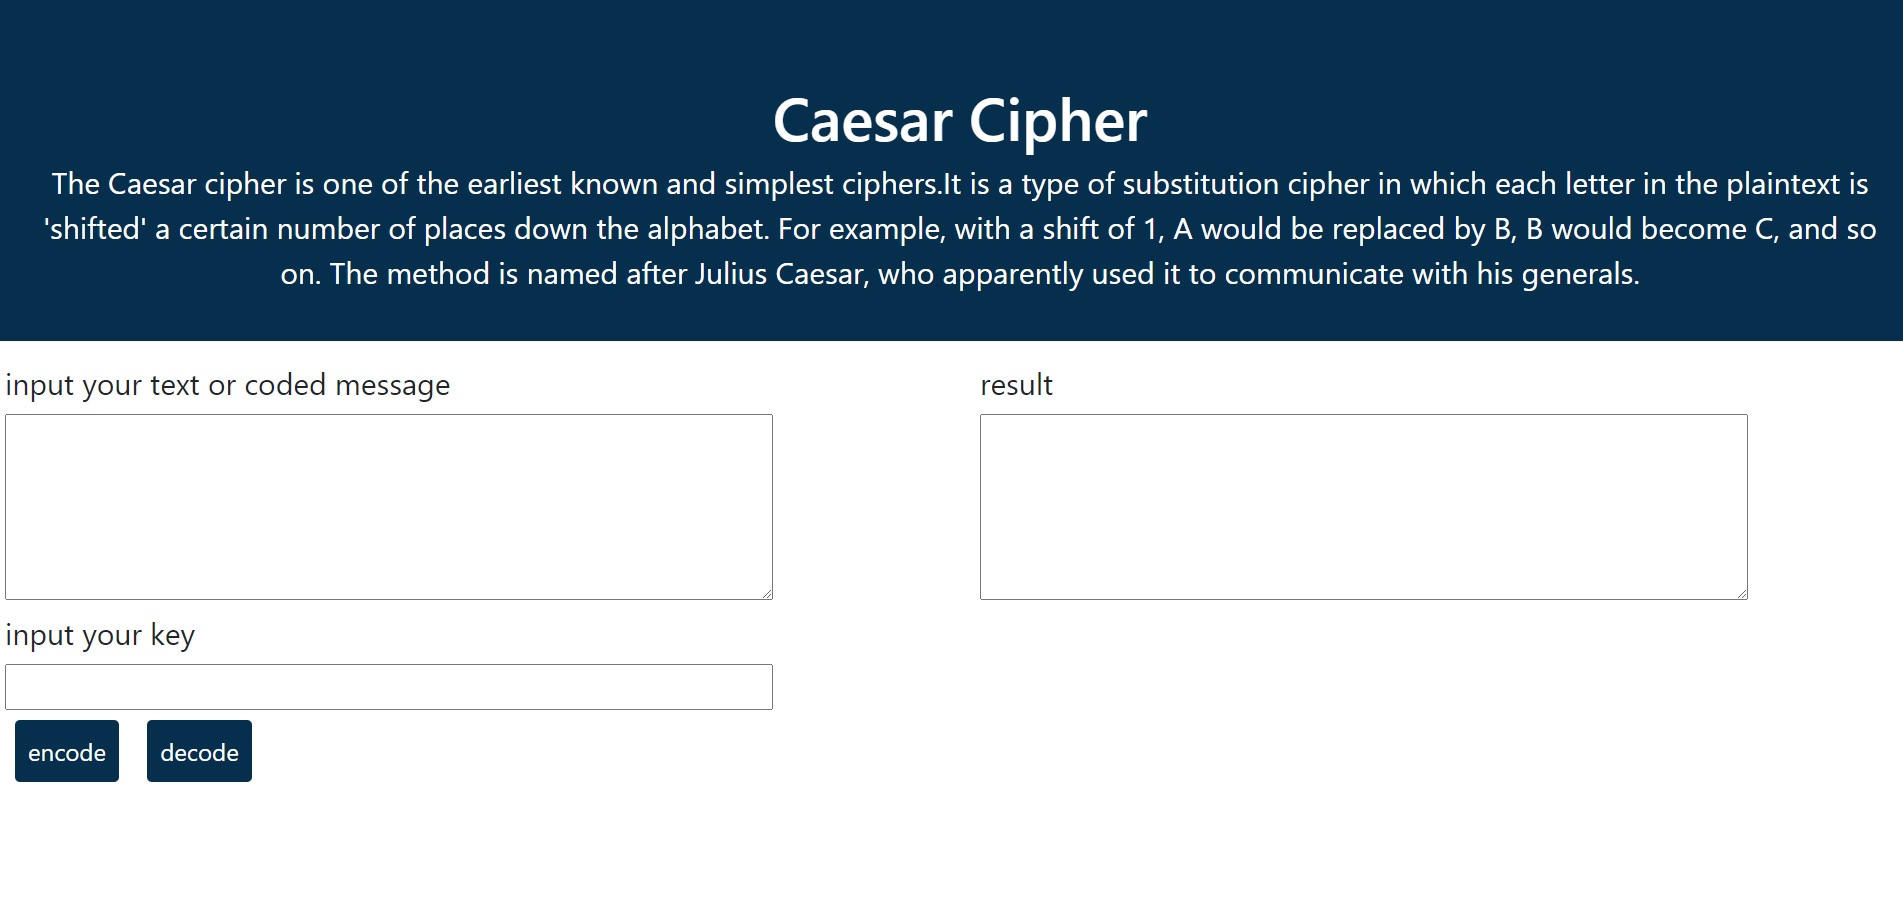 Caesar Cipher
The Caesar cipher is one of the earliest known and simplest ciphers.It is a type of substitution cipher in which each letter in the plaintext is
'shifted' a certain number of places down the alphabet. For example, with a shift of 1, A would be replaced by B, B would become C, and so
on. The method is named after Julius Caesar, who apparently used it to communicate with his generals.
input your text or coded message
result
input your key
encode decode